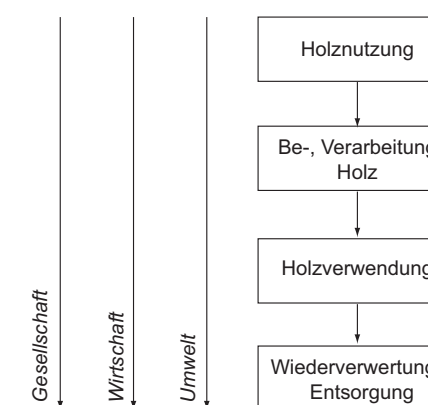 Holznutzung
Be-, Verarbeitung
Holz
Holzverwendung
Wiederverwertung
Entsorgung
Gesellschaft
Wirtschaft
Umwelt